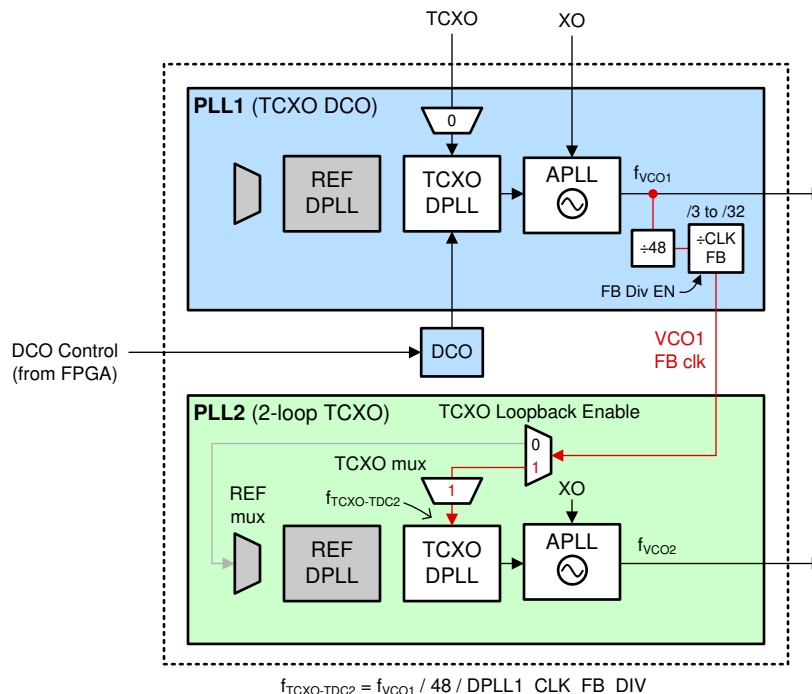 TCXO
XO
PLL1 (TCXO DCO)
0
REF
DPLL
TCXO
DPLL
APLL
fVCO1
/3 to /32
÷48
÷CLK
FB
FB Div EN
DCO Control
(from FPGA)
DCO
VCO1
FB clk
PLL2 (2-loop TCXO)
TCXO Loopback Enable
0
1
TCXO mux
1
REF
mux
fTCXO-TDC2
XO
REF
DPLL
TCXO
DPLL
APLL
fVCO2
fTCXO-TDC2 = fVCO1 / 48 / DPLL1_CLK_FB_DIV